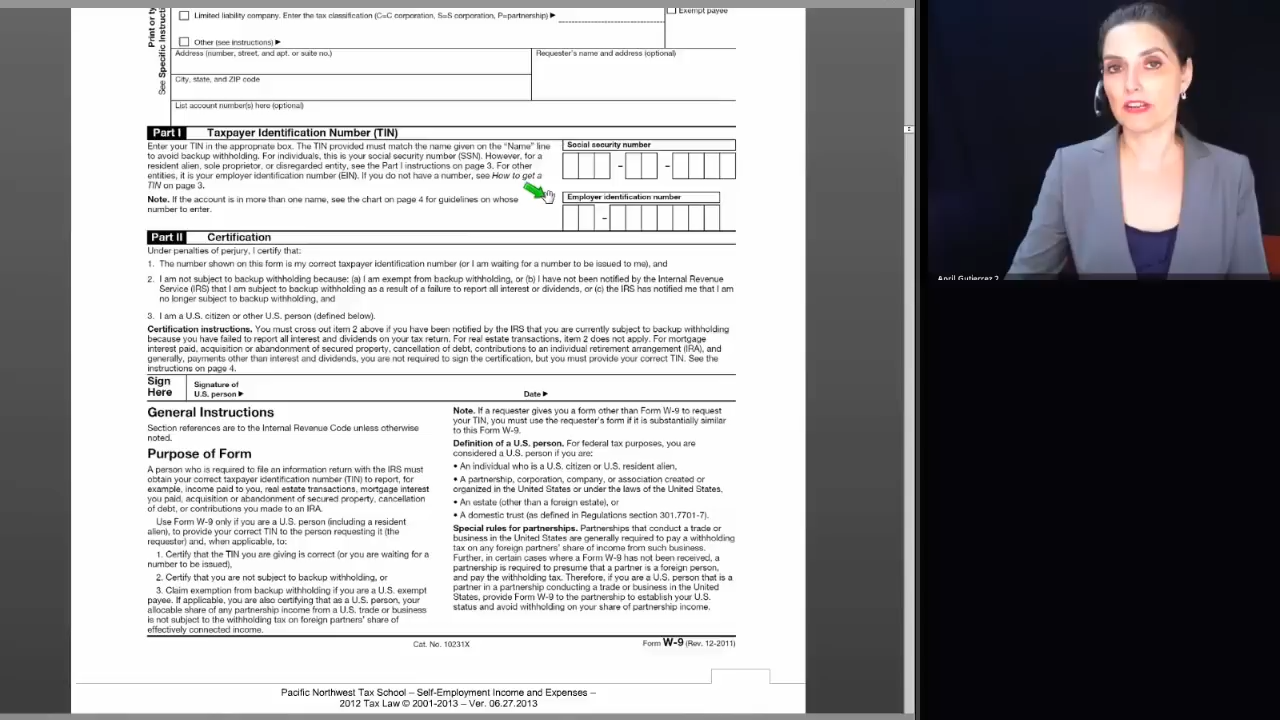 Print or ty
See Specific Instructi
Limited liability company. Enter the tax classification (C=C corporation, S=S corporation, P=partnership) ▶
Exempt payee
Other (see instructions) ▶
Address (number, street, and apt. or suite no.)
Requester's name and address (optional)
City, state, and ZIP code
List account number(s) here (optional)
Part I Taxpayer Identification Number (TIN)
Enter your TIN in the appropriate box. The TIN provided must match the name given on the “Name” line
to avoid backup withholding. For individuals, this is your social security number (SSN). However, for a
resident alien, sole proprietor, or disregarded entity, see the Part I instructions on page 3. For other
entities, it is your employer identification number (EIN). If you do not have a number, see How to get a
TIN on page 3.
Note. If the account is in more than one name, see the chart on page 4 for guidelines on whose
number to enter.
Social security number
– –
Employer identification number
–
Part II Certification
Under penalties of perjury, I certify that:
1. The number shown on this form is my correct taxpayer identification number (or I am waiting for a number to be issued to me), and
2. I am not subject to backup withholding because: (a) I am exempt from backup withholding, or (b) I have not been notified by the Internal Revenue
Service (IRS) that I am subject to backup withholding as a result of a failure to report all interest or dividends, or (c) the IRS has notified me that I am
no longer subject to backup withholding, and
3. I am a U.S. citizen or other U.S. person (defined below).
Certification instructions. You must cross out item 2 above if you have been notified by the IRS that you are currently subject to backup withholding
because you have failed to report all interest and dividends on your tax return. For real estate transactions, item 2 does not apply. For mortgage
interest paid, acquisition or abandonment of secured property, cancellation of debt, contributions to an individual retirement arrangement (IRA), and
generally, payments other than interest and dividends, you are not required to sign the certification, but you must provide your correct TIN. See the
instructions on page 4.
Sign
Here
Signature of
U.S. person ▶
Date ▶
General Instructions
Section references are to the Internal Revenue Code unless otherwise
noted.
Purpose of Form
A person who is required to file an information return with the IRS must
obtain your correct taxpayer identification number (TIN) to report, for
example, income paid to you, real estate transactions, mortgage interest
you paid, acquisition or abandonment of secured property, cancellation
of debt, or contributions you made to an IRA.
Use Form W-9 only if you are a U.S. person (including a resident
alien), to provide your correct TIN to the person requesting it (the
requester) and, when applicable, to:
1. Certify that the TIN you are giving is correct (or you are waiting for a
number to be issued),
2. Certify that you are not subject to backup withholding, or
3. Claim exemption from backup withholding if you are a U.S. exempt
payee. If applicable, you are also certifying that as a U.S. person, your
allocable share of any partnership income from a U.S. trade or business
is not subject to the withholding tax on foreign partners' share of
effectively connected income.
Note. If a requester gives you a form other than Form W-9 to request
your TIN, you must use the requester's form if it is substantially similar
to this Form W-9.
Definition of a U.S. person. For federal tax purposes, you are
considered a U.S. person if you are:
• An individual who is a U.S. citizen or U.S. resident alien,
• A partnership, corporation, company, or association created or
organized in the United States or under the laws of the United States,
• An estate (other than a foreign estate), or
• A domestic trust (as defined in Regulations section 301.7701-7).
Special rules for partnerships. Partnerships that conduct a trade or
business in the United States are generally required to pay a withholding
tax on any foreign partners' share of income from such business.
Further, in certain cases where a Form W-9 has not been received, a
partnership is required to presume that a partner is a foreign person,
and pay the withholding tax. Therefore, if you are a U.S. person that is a
partner in a partnership conducting a trade or business in the United
States, provide Form W-9 to the partnership to establish your U.S.
status and avoid withholding on your share of partnership income.
Cat. No. 10231X
Form W-9 (Rev. 12-2011)
Pacific Northwest Tax School – Self-Employment Income and Expenses –
2012 Tax Law © 2001-2013 – Ver. 06.27.2013
April Gutierrez 2